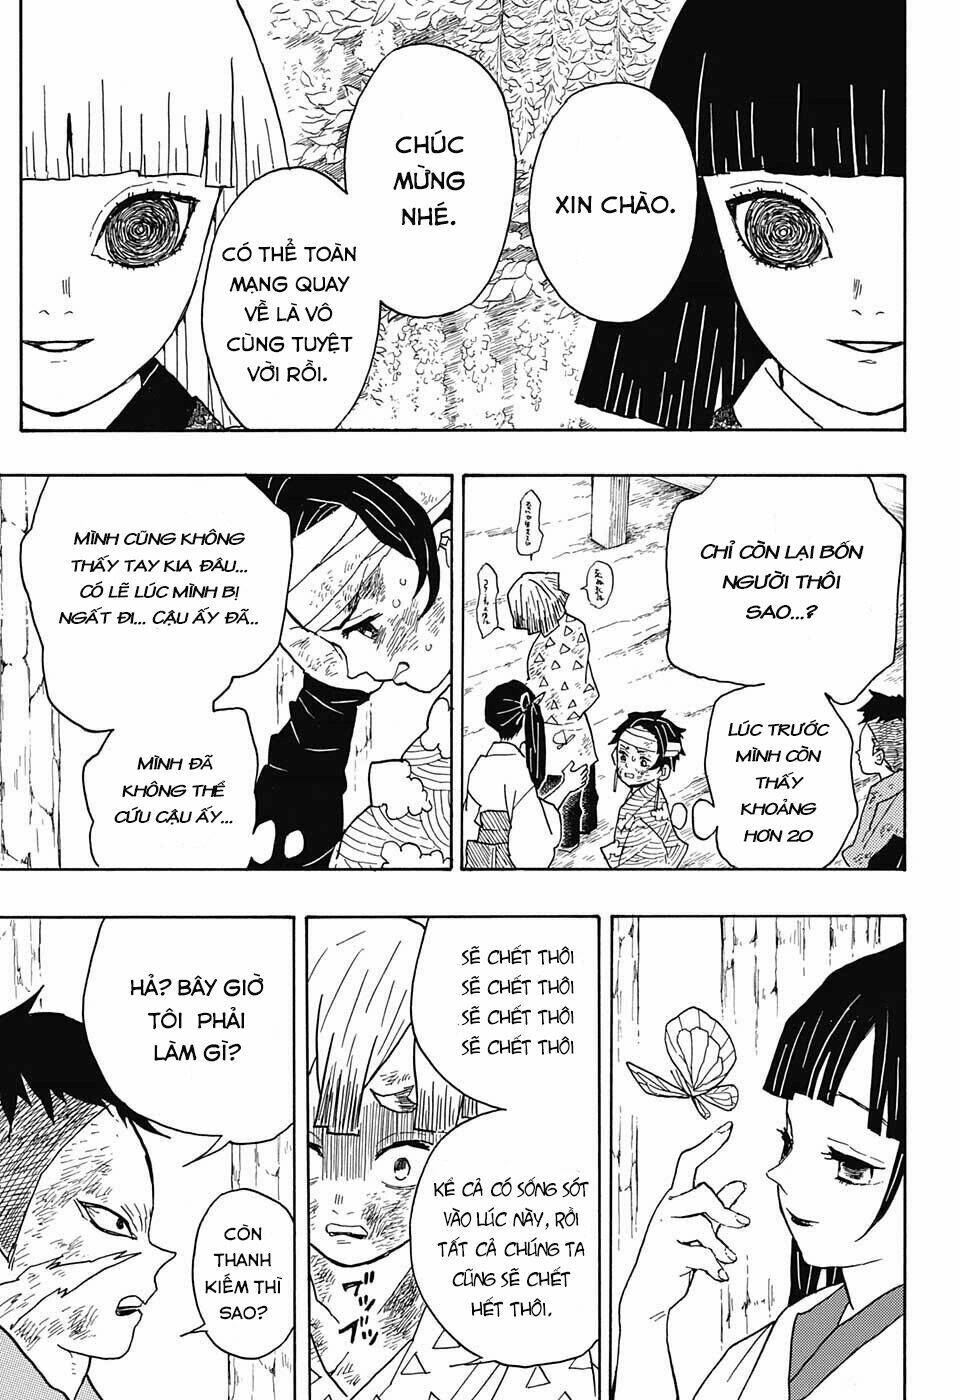 XIN CHÀO.
CHÚC
MỪNG
NHÉ.
CÓ THỂ TOÀN
MẠNG QUAY
VỀ LÀ VÔ
CÙNG TUYỆT
VỜI RỒI.
CHỈ CÒN LẠI BỐN
NGƯỜI THÔI
SAO...?
LÚC TRƯỚC
MÌNH CÒN
THẤY
KHOẢNG
HƠN 20
MÌNH CŨNG KHÔNG
THẤY TAY KIA ĐÂU...
CÓ LẼ LÚC MÌNH BỊ
NGẤT ĐI... CẬU ẤY ĐÃ..
MÌNH ĐÃ
KHÔNG THỂ
CỨU CẬU ẤY...
SẼ CHẾT THÔI
SẼ CHẾT THÔI
SẼ CHẾT THÔI
SẼ CHẾT THÔI
KỂ CẢ CÓ SỐNG SÓT
VÀO LÚC NÀY, RỒI
TẤT CẢ CHÚNG TA
CŨNG SẼ CHẾT
HẾT THÔI.
HẢ? BÂY GIỜ
TÔI PHẢI
LÀM GÌ?
CÒN
THANH
KIẾM THÌ
SAO?